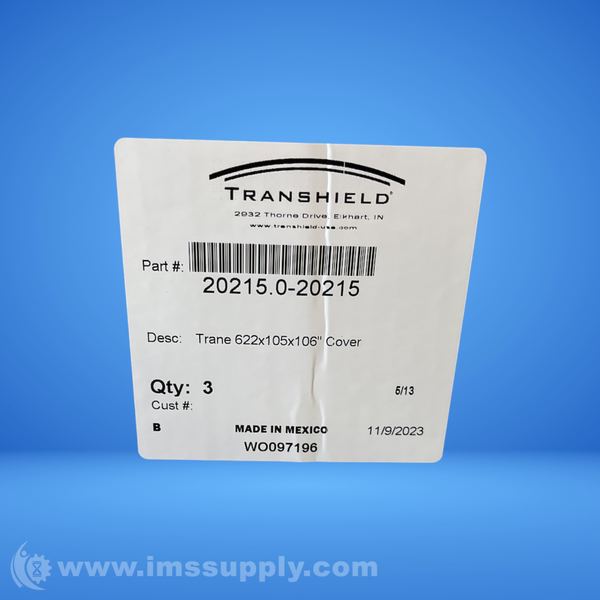 TRANSHIELD®
2932 Thorne Drive, Elkhart, IN
www.transhield-usa.com
Part #:
20215.0-20215
Desc: Trane 622x105x106" Cover
Qty: 3
5/13
Cust #:
B MADE IN MEXICO 11/9/2023
WO097196
www.imssupply.com